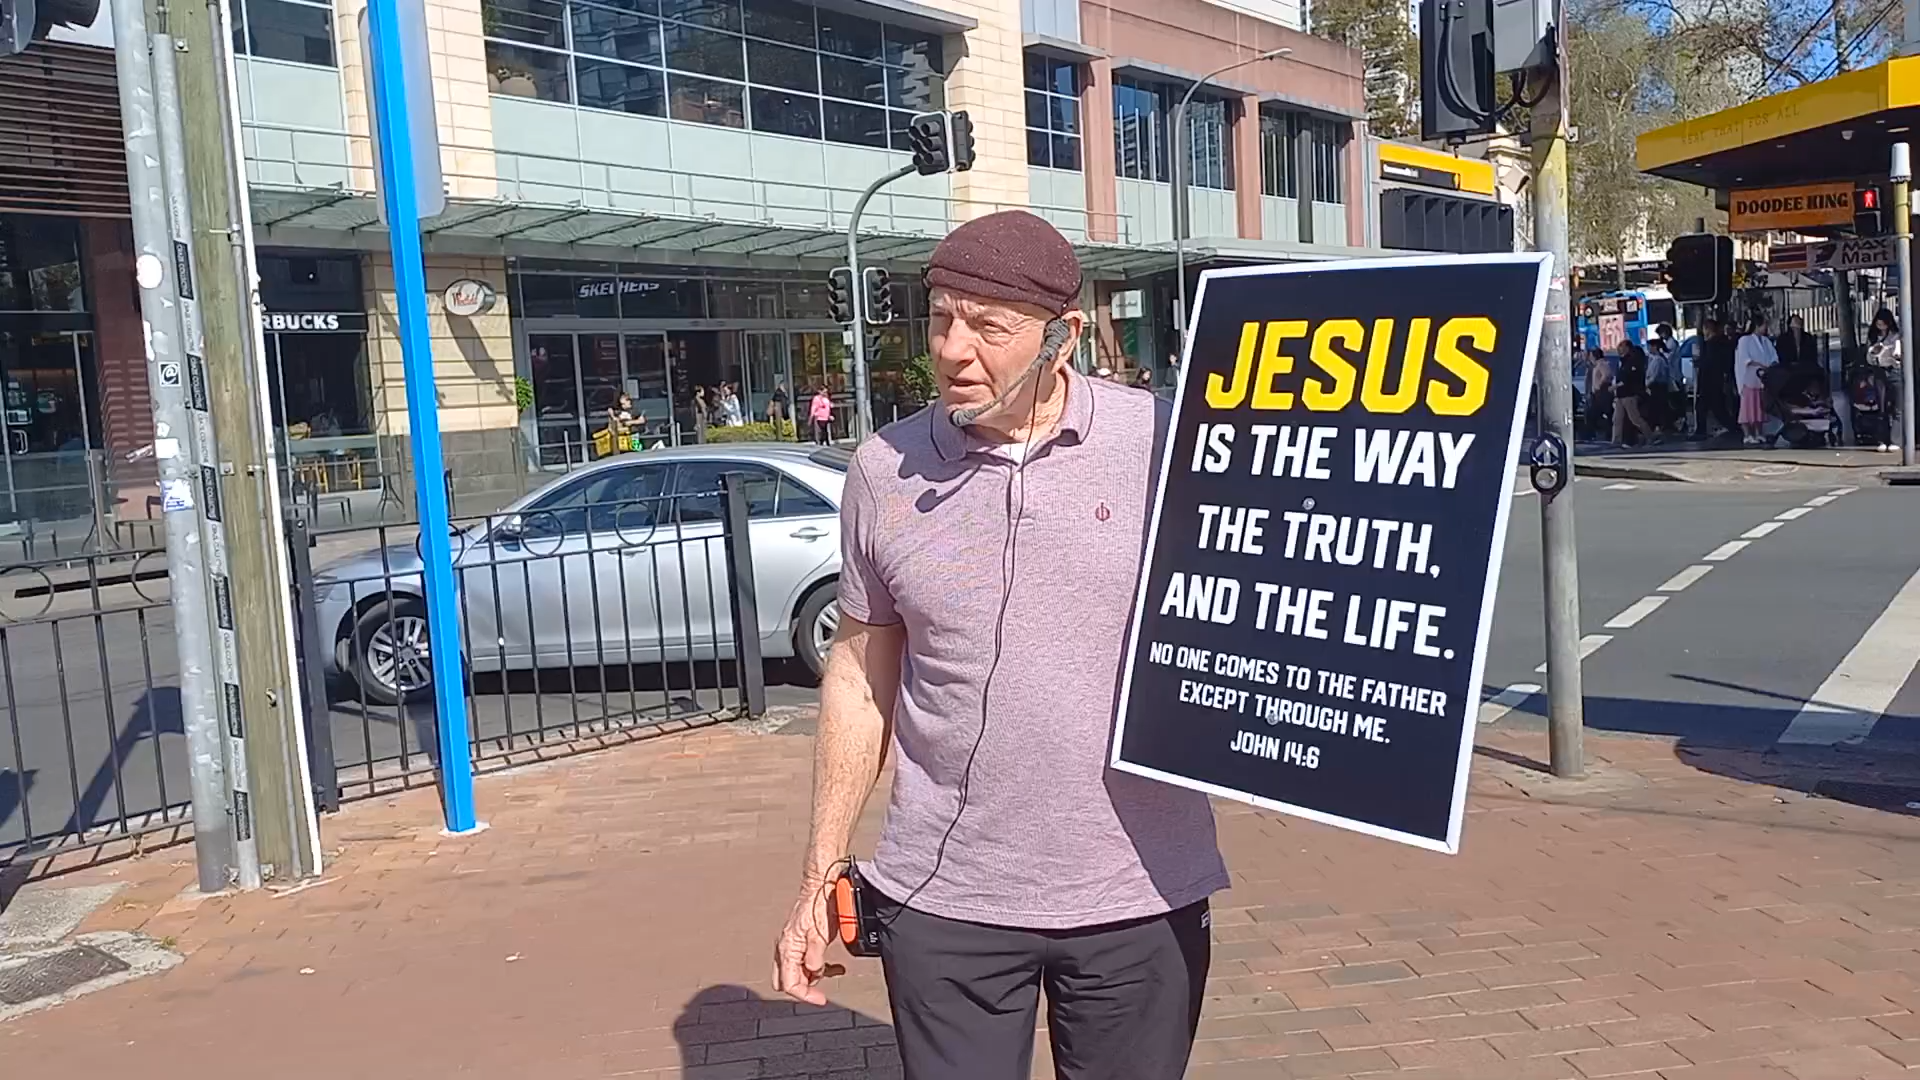 JESUS
IS THE WAY
THE TRUTH,
AND THE LIFE.
NO ONE COMES TO THE FATHER
EXCEPT THROUGH ME.
JOHN 14:6
RBUCKS
SKECHERS
DOODEE KING
MAX
Mart